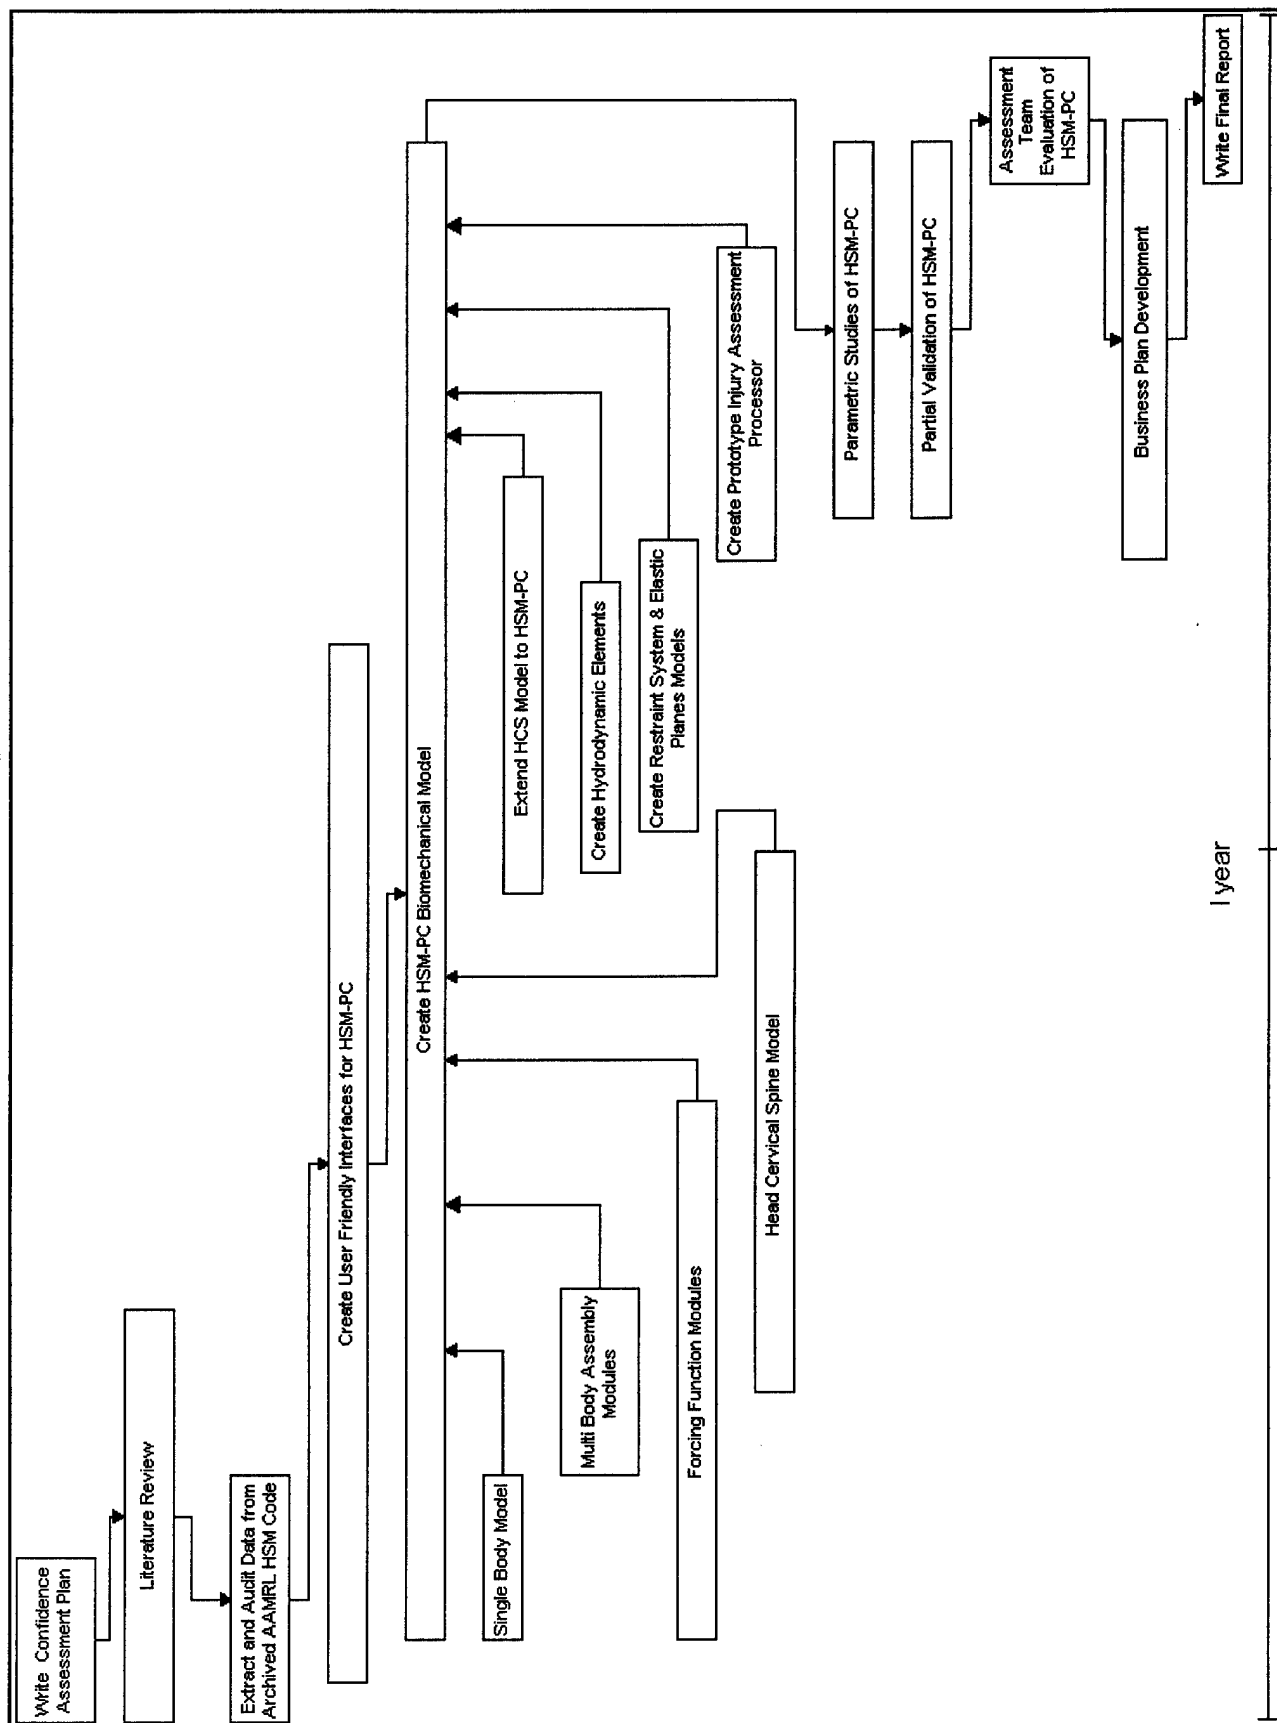 Write Confidence
Assessment Plan
Literature Review
Extract and Audit Data from
Archived AAMRL HSM Code
Create User Friendly Interfaces for HSM-PC
Create HSM-PC Biomechanical Model
Single Body Model
Extend HCS Model to HSM-PC
Multi Body Assembly
Modules
Create Hydrodynamic Elements
Forcing Function Modules
Create Restraint System & Elastic
Planes Models
Head Cervical Spine Model
Create Prototype Injury Assessment
Processor
Parametric Studies of HSM-PC
Partial Validation of HSM-PC
Assessment
Team
Evaluation of
HSM-PC
Business Plan Development
Write Final Report
1 year